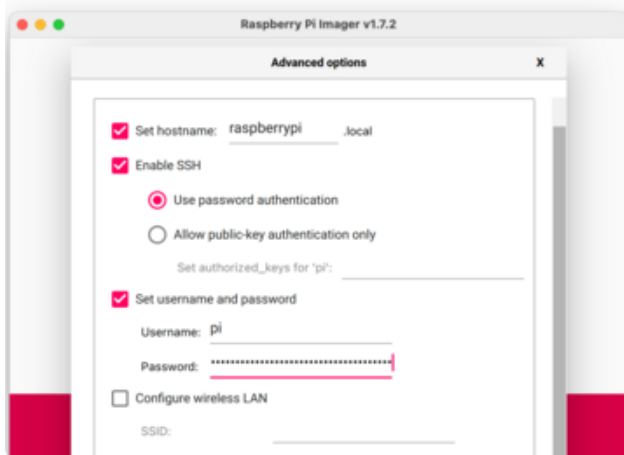 Raspberry Pi Imager v1.7.2
Advanced options X
Set hostname: raspberrypi .local
Enable SSH
Use password authentication
Allow public-key authentication only
Set authorized_keys for 'pi':
Set username and password
Username: pi
Password:
Configure wireless LAN
SSID: